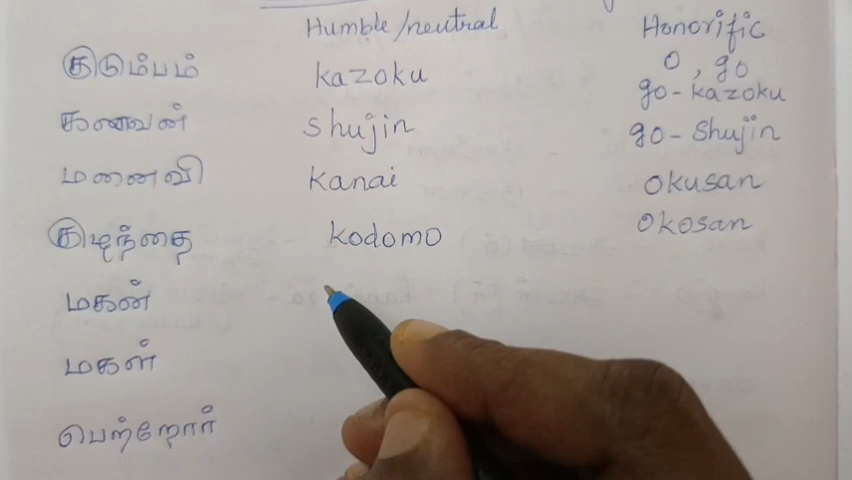 Humble/neutral Honorific
குடும்பம் kazoku o, go
go-kazoku
கணவன் shujin go-shujin
மனைவி kanai okusan
குழந்தை kodomo okosan
மகன்
மகள்
பெற்றோர்